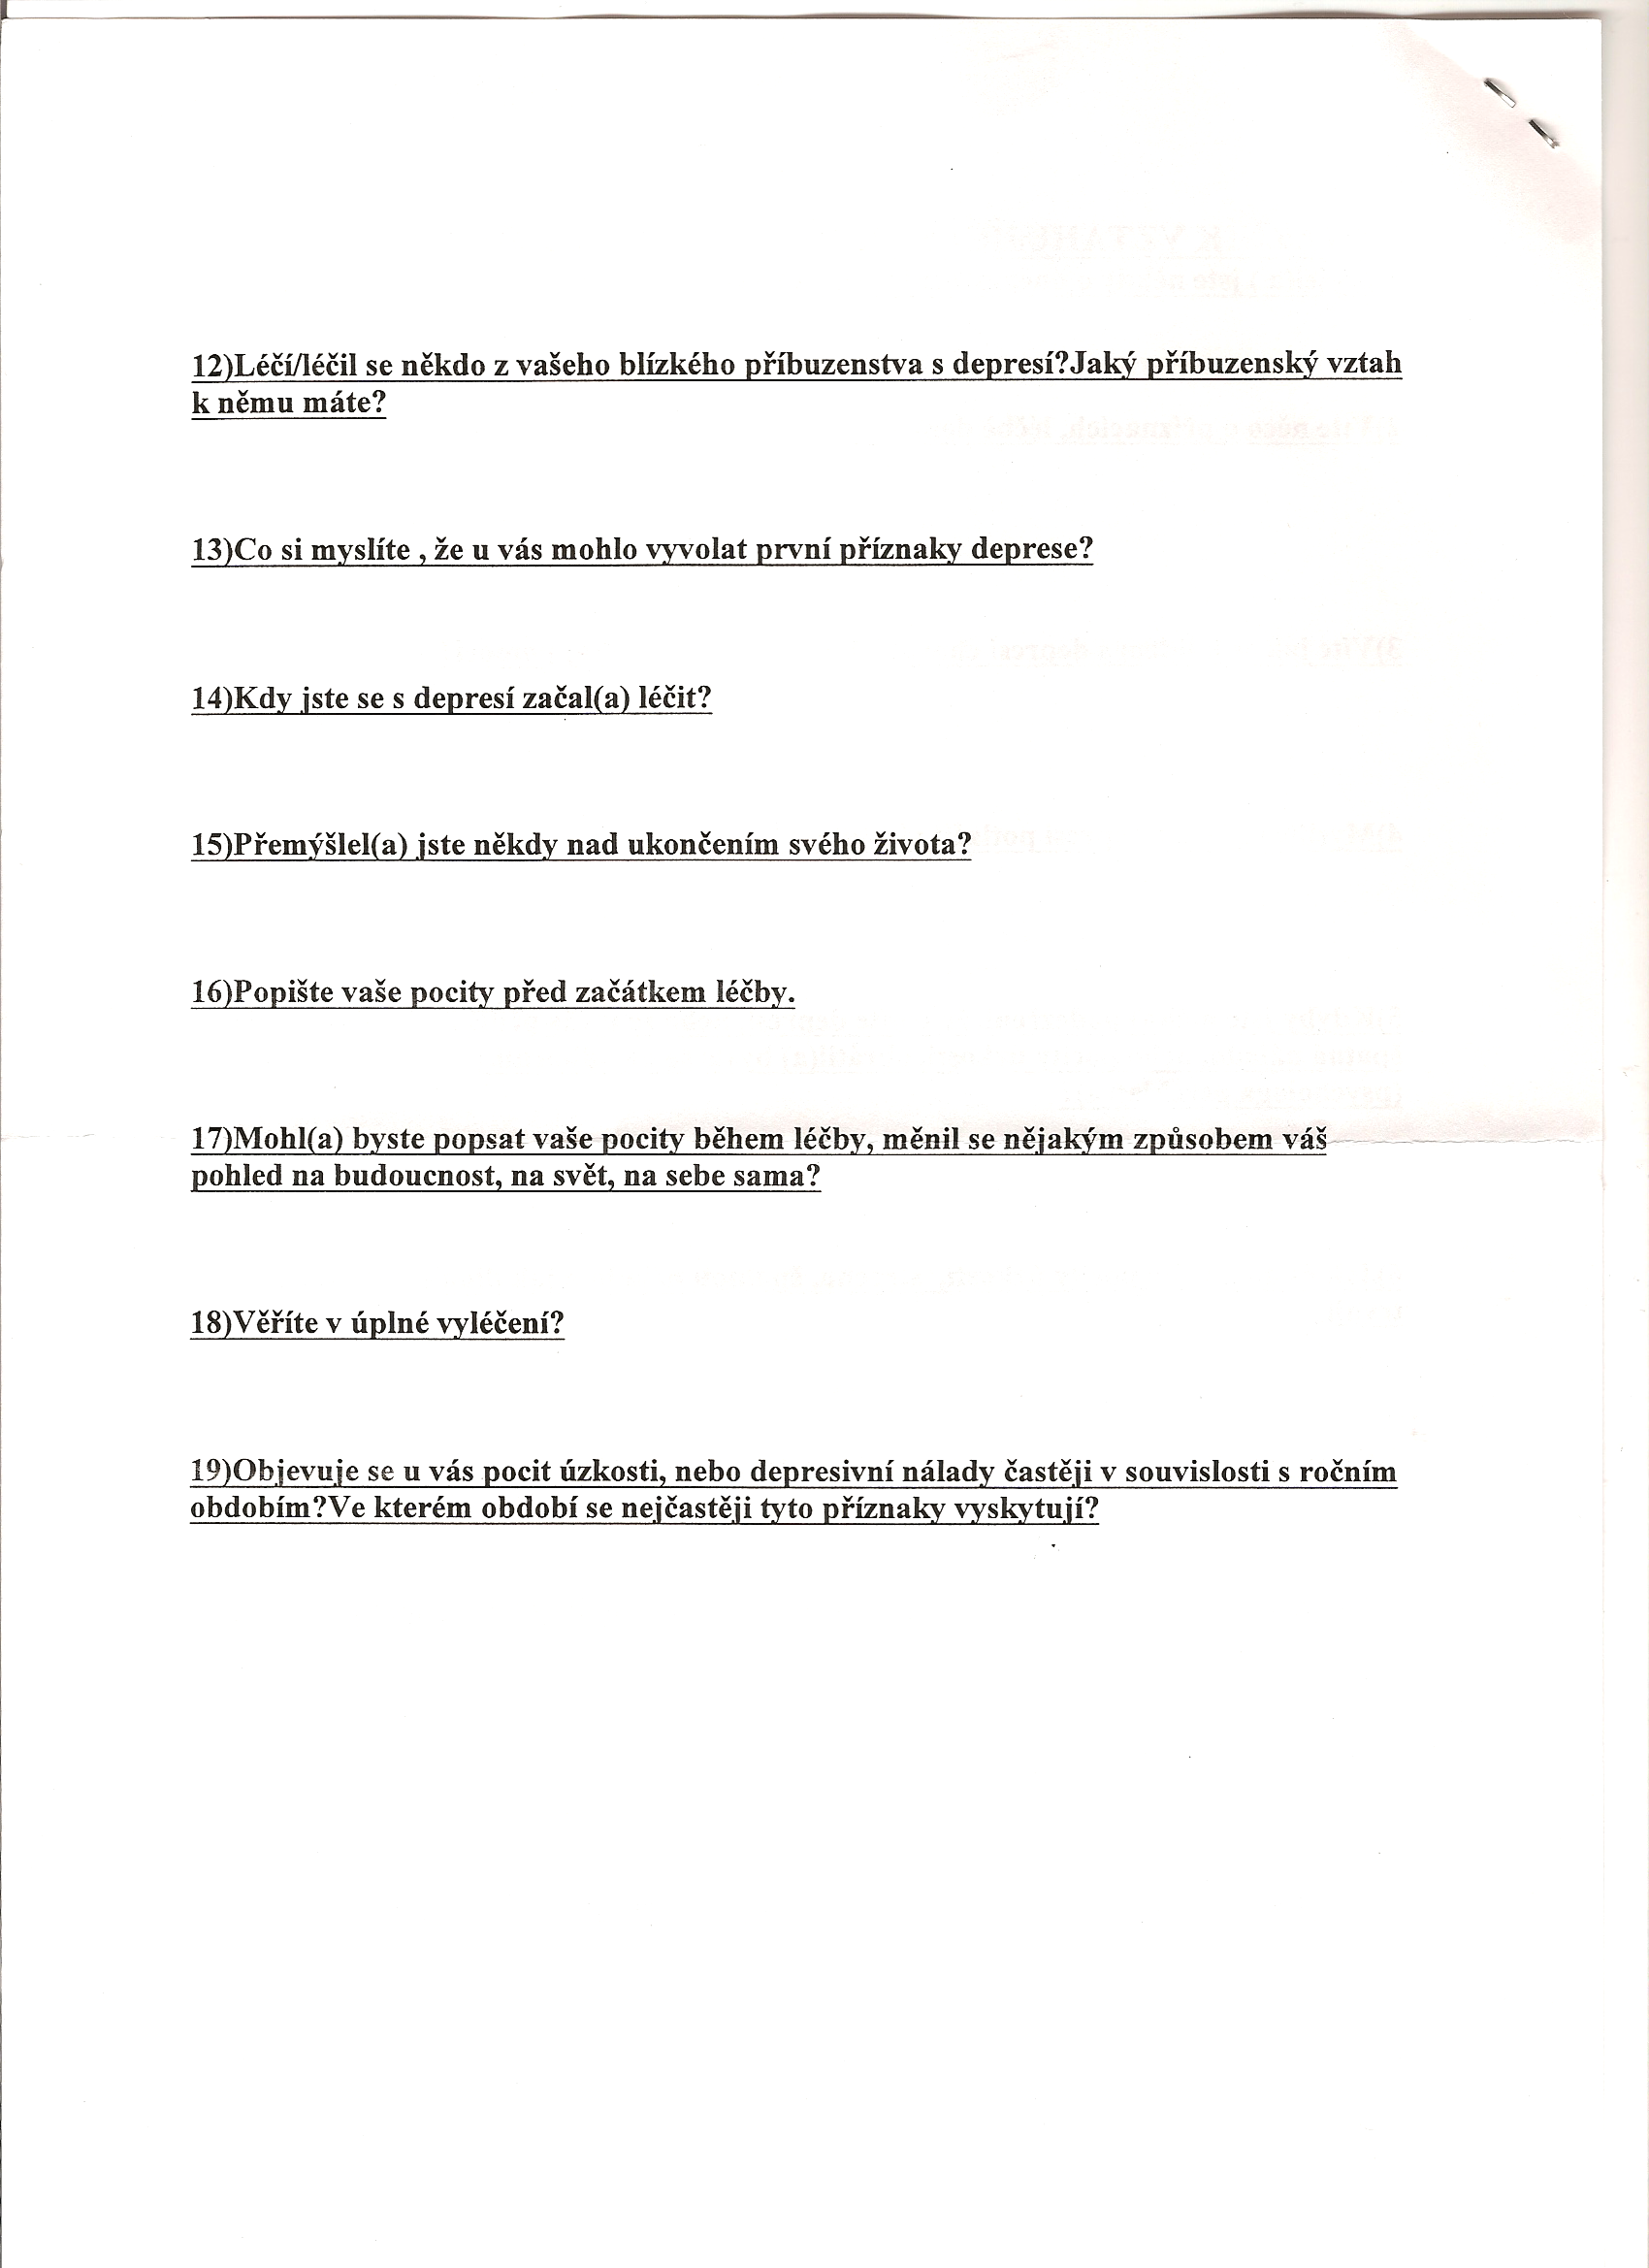 12)Léčí/léčil se někdo z vašeho blízkého příbuzenstva s depresí?Jaký příbuzenský vztah
k němu máte?
13)Co si myslíte , že u vás mohlo vyvolat první příznaky deprese?
14)Kdy jste se s depresí začal(a) léčit?
15)Přemýšlel(a) jste někdy nad ukončením svého života?
16)Popište vaše pocity před začátkem léčby.
17)Mohl(a) byste popsat vaše pocity během léčby, měnil se nějakým způsobem váš
pohled na budoucnost, na svět, na sebe sama?
18)Věříte v úplné vyléčení?
19)Objevuje se u vás pocit úzkosti, nebo depresivní nálady častěji v souvislosti s ročním
obdobím?Ve kterém období se nejčastěji tyto příznaky vyskytují?